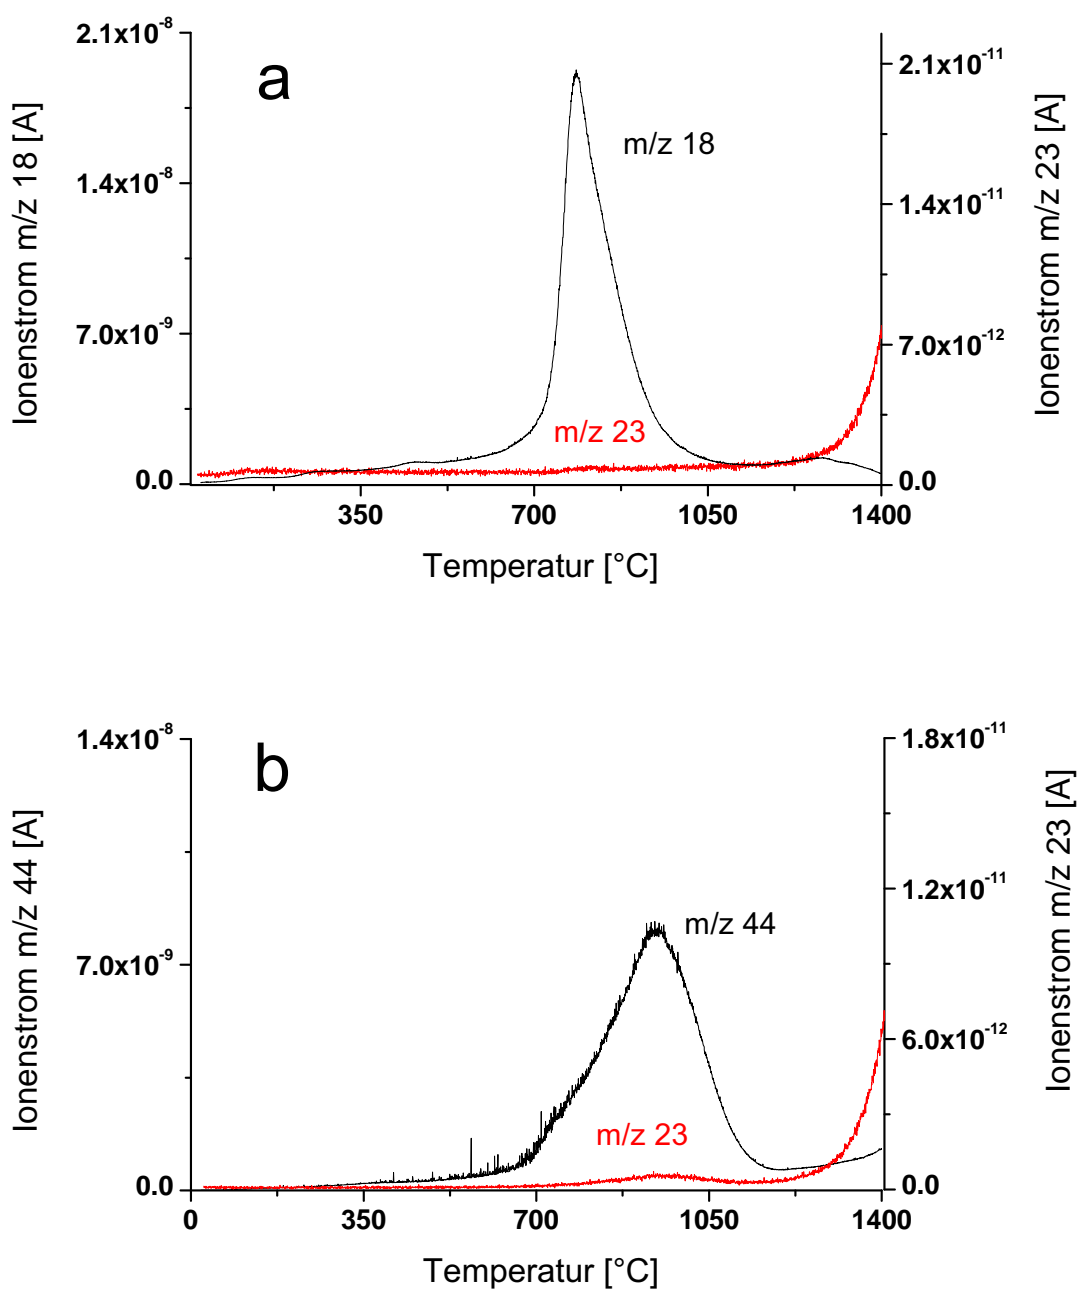 a
Ionenstrom m/z 18 [A]
2.1x10⁻⁸
1.4x10⁻⁸
7.0x10⁻⁹
0.0
m/z 18
m/z 23
2.1x10⁻¹¹
1.4x10⁻¹¹
7.0x10⁻¹²
0.0
Ionenstrom m/z 23 [A]
350 700 1050 1400
Temperatur [°C]
b
Ionenstrom m/z 44 [A]
1.4x10⁻⁸
7.0x10⁻⁹
0.0
m/z 44
m/z 23
1.8x10⁻¹¹
1.2x10⁻¹¹
6.0x10⁻¹²
0.0
Ionenstrom m/z 23 [A]
0 350 700 1050 1400
Temperatur [°C]